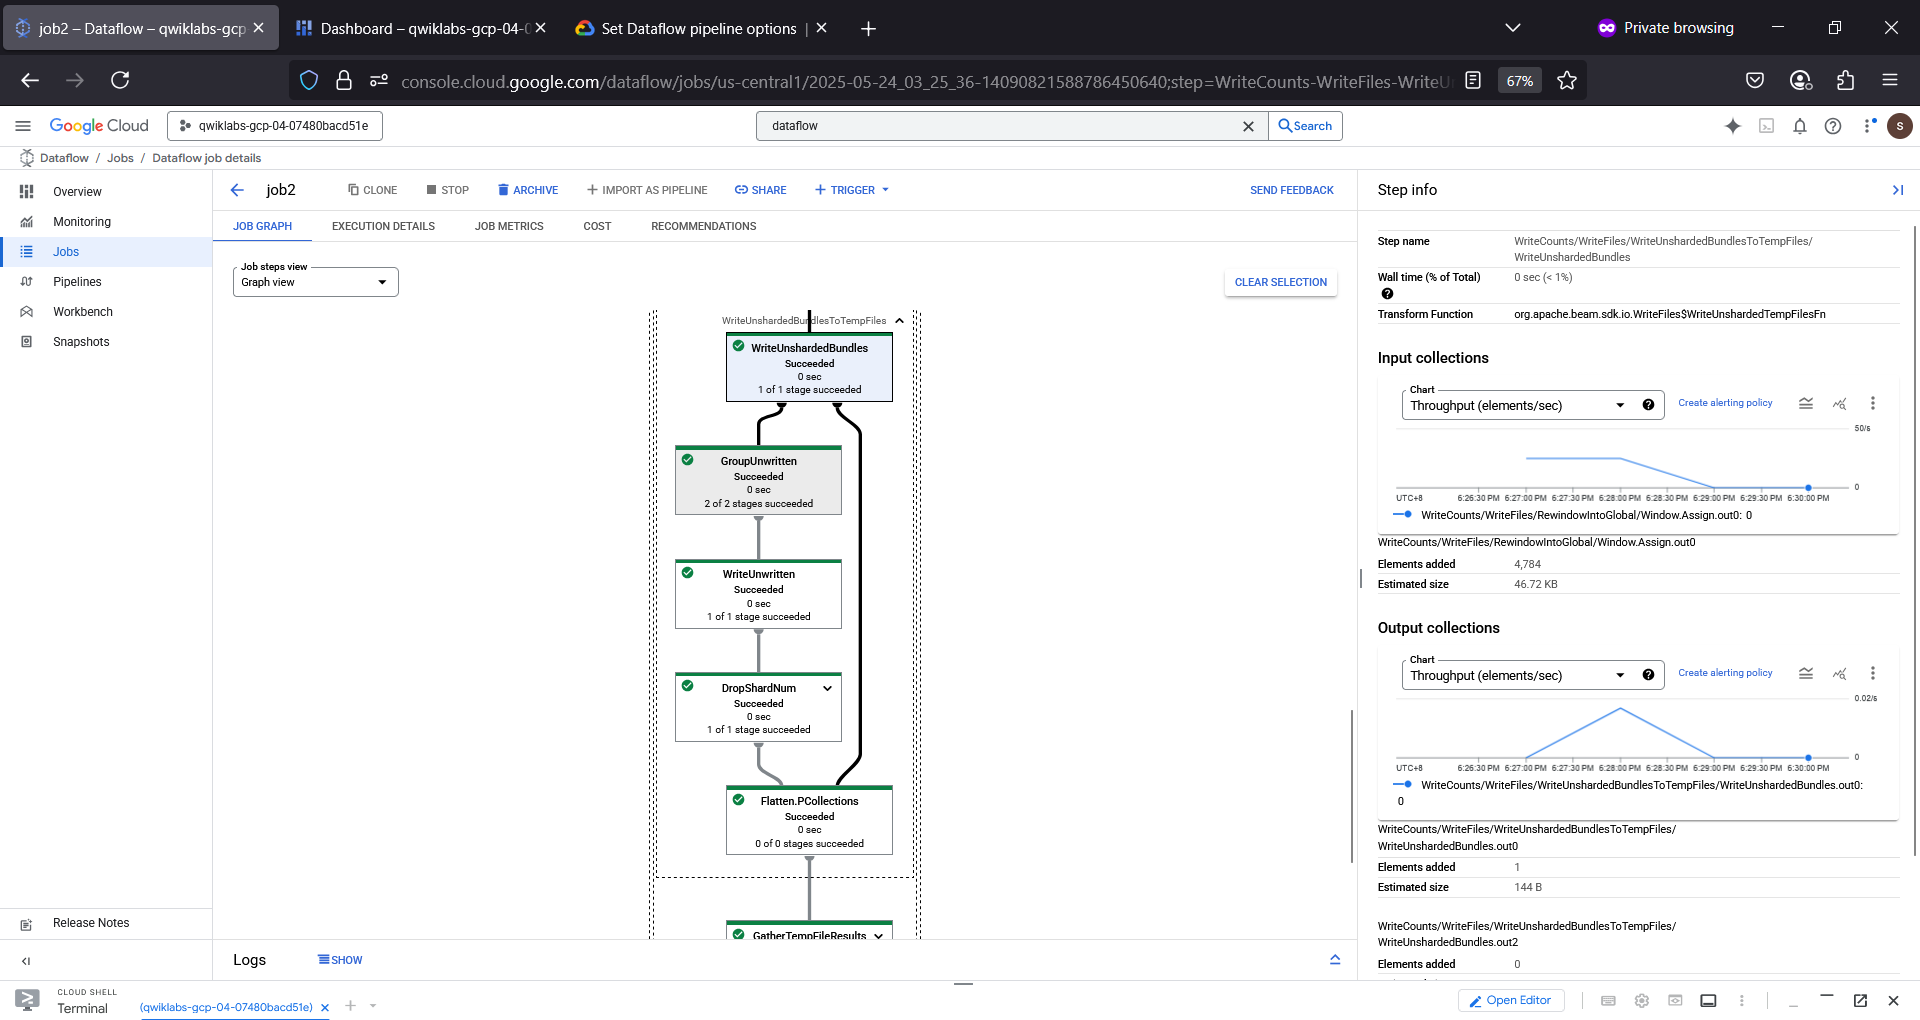 job2 – Dataflow – qwiklabs-gcp
Dashboard – qwiklabs-gcp-04-0
Set Dataflow pipeline options
Private browsing
console.cloud.google.com/dataflow/jobs/us-central1/2025-05-24_03_25_36-14090821588786450640;step=WriteCounts-WriteFiles-WriteU
67%
Google Cloud
qwiklabs-gcp-04-07480bacd51e
dataflow
Search
S
Dataflow / Jobs / Dataflow job details
Overview
Monitoring
Jobs
Pipelines
Workbench
Snapshots
Release Notes
job2
CLONE
STOP
ARCHIVE
IMPORT AS PIPELINE
SHARE
TRIGGER
SEND FEEDBACK
JOB GRAPH
EXECUTION DETAILS
JOB METRICS
COST
RECOMMENDATIONS
Job steps view
Graph view
CLEAR SELECTION
WriteUnshardedBundlesToTempFiles
WriteUnshardedBundles
Succeeded
0 sec
1 of 1 stage succeeded
GroupUnwritten
Succeeded
0 sec
2 of 2 stages succeeded
WriteUnwritten
Succeeded
0 sec
1 of 1 stage succeeded
DropShardNum
Succeeded
0 sec
1 of 1 stage succeeded
Flatten.PCollections
Succeeded
0 sec
0 of 0 stages succeeded
GatherTempFileResults
Logs
SHOW
Step info
Step name
WriteCounts/WriteFiles/WriteUnshardedBundlesToTempFiles/
WriteUnshardedBundles
Wall time (% of Total)
0 sec (< 1%)
Transform Function
org.apache.beam.sdk.io.WriteFiles$WriteUnshardedTempFilesFn
Input collections
Chart
Throughput (elements/sec)
Create alerting policy
50/s
0
UTC+8 6:26:30 PM 6:27:00 PM 6:27:30 PM 6:28:00 PM 6:28:30 PM 6:29:00 PM 6:29:30 PM 6:30:00 PM
WriteCounts/WriteFiles/RewindowIntoGlobal/Window.Assign.out0: 0
WriteCounts/WriteFiles/RewindowIntoGlobal/Window.Assign.out0
Elements added 4,784
Estimated size 46.72 KB
Output collections
Chart
Throughput (elements/sec)
Create alerting policy
0.02/s
0
UTC+8 6:26:30 PM 6:27:00 PM 6:27:30 PM 6:28:00 PM 6:28:30 PM 6:29:00 PM 6:29:30 PM 6:30:00 PM
WriteCounts/WriteFiles/WriteUnshardedBundlesToTempFiles/WriteUnshardedBundles.out0:
0
WriteCounts/WriteFiles/WriteUnshardedBundlesToTempFiles/
WriteUnshardedBundles.out0
Elements added 1
Estimated size 144 B
WriteCounts/WriteFiles/WriteUnshardedBundlesToTempFiles/
WriteUnshardedBundles.out2
Elements added 0
CLOUD SHELL
Terminal
(qwiklabs-gcp-04-07480bacd51e)
Open Editor